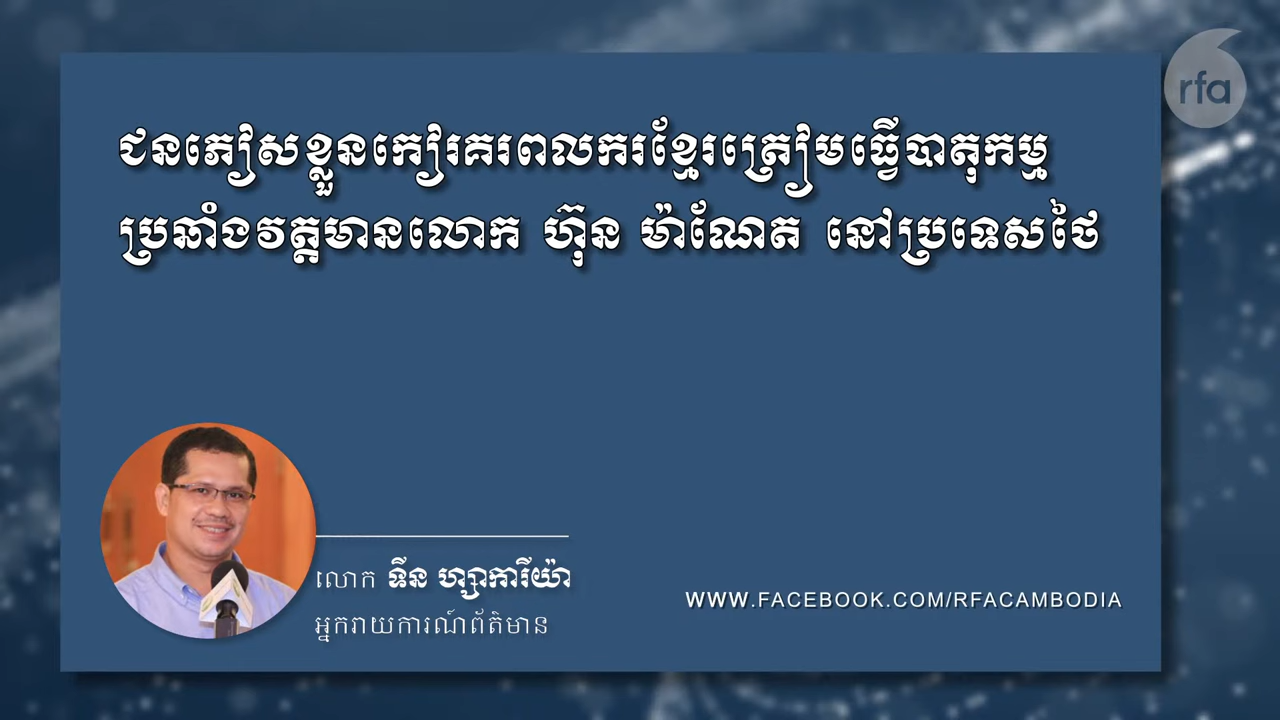 rfa
ជនភៀសខ្លួនកៀរគរពលករខ្មែរត្រៀមធ្វើបាតុកម្ម
ប្រឆាំងវត្តមានលោក ហ៊ុន ម៉ាណែត នៅប្រទេសថៃ
លោក ទីន ហ្សាការីយ៉ា
អ្នករាយការណ៍ព័ត៌មាន
WWW.FACEBOOK.COM/RFACAMBODIA